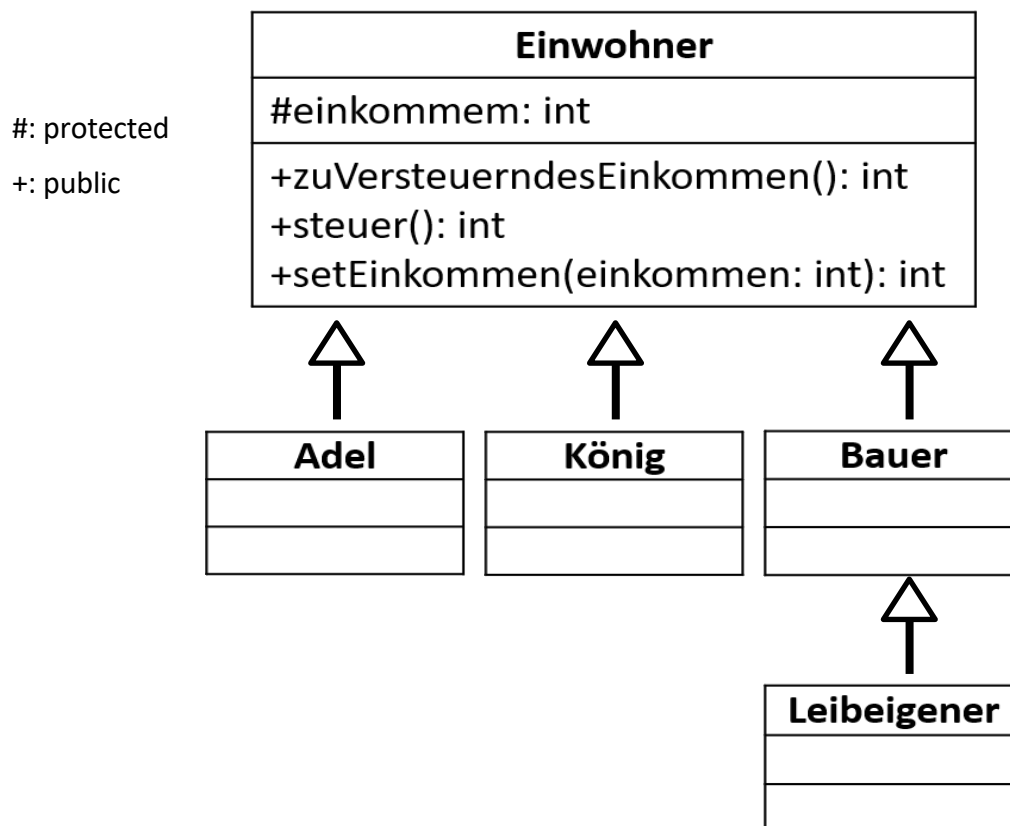 Einwohner
#: protected
+: public
#einkommem: int
+zuVersteuerndesEinkommen(): int
+steuer(): int
+setEinkommen(einkommen: int): int
Adel
König
Bauer
Leibeigener